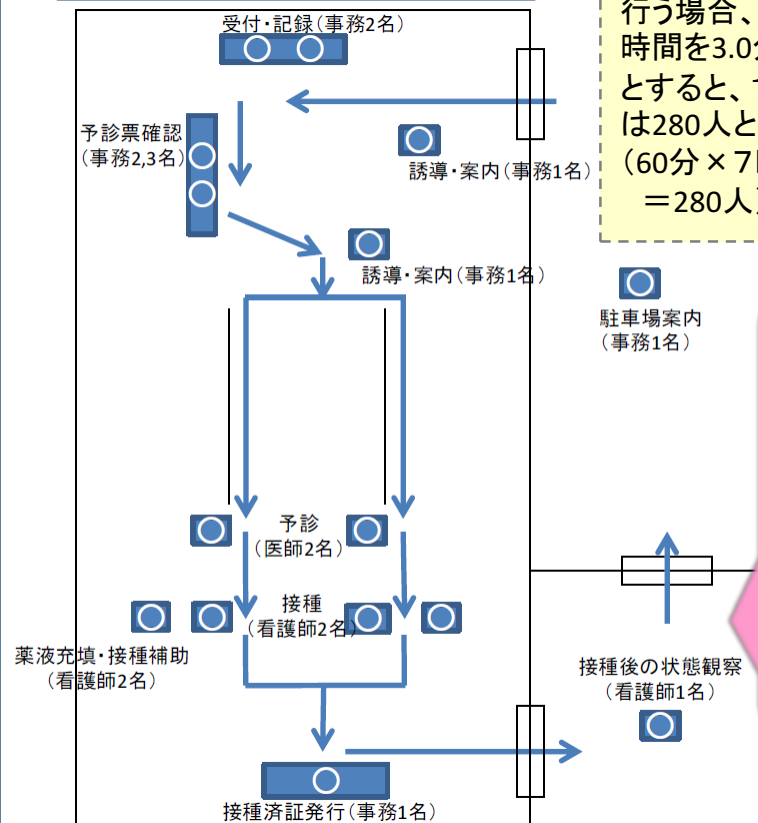 受付・記録（事務2名）
行う場合、
時間を3.0
とすると、
は280人と
（60分×7
＝280人
予診票確認
（事務2,3名）
誘導・案内（事務1名）
誘導・案内（事務1名）
駐車場案内
（事務1名）
予診
（医師2名）
接種
（看護師2名）
薬液充填・接種補助
（看護師2名）
接種後の状態観察
（看護師1名）
接種済証発行（事務1名）